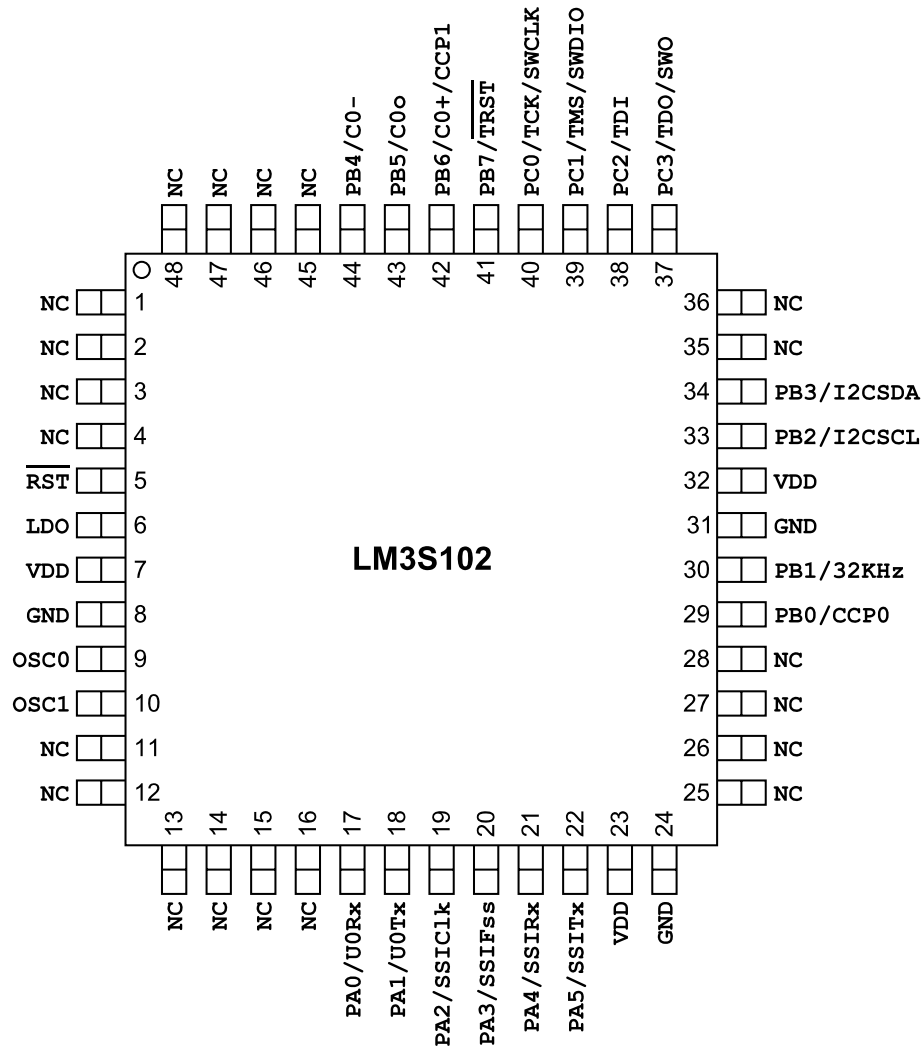 NC
NC
NC
NC
PB4/C0-
PB5/C0o
PB6/C0+/CCP1
PB7/TRST
PC0/TCK/SWCLK
PC1/TMS/SWDIO
PC2/TDI
PC3/TDO/SWO
48
47
46
45
44
43
42
41
40
39
38
37
NC 1
NC 2
NC 3
NC 4
RST 5
LDO 6
VDD 7
GND 8
OSC0 9
OSC1 10
NC 11
NC 12
LM3S102
36 NC
35 NC
34 PB3/I2CSDA
33 PB2/I2CSCL
32 VDD
31 GND
30 PB1/32KHz
29 PB0/CCP0
28 NC
27 NC
26 NC
25 NC
13
14
15
16
17
18
19
20
21
22
23
24
NC
NC
NC
NC
PA0/U0Rx
PA1/U0Tx
PA2/SSIClk
PA3/SSIFss
PA4/SSIRx
PA5/SSITx
VDD
GND